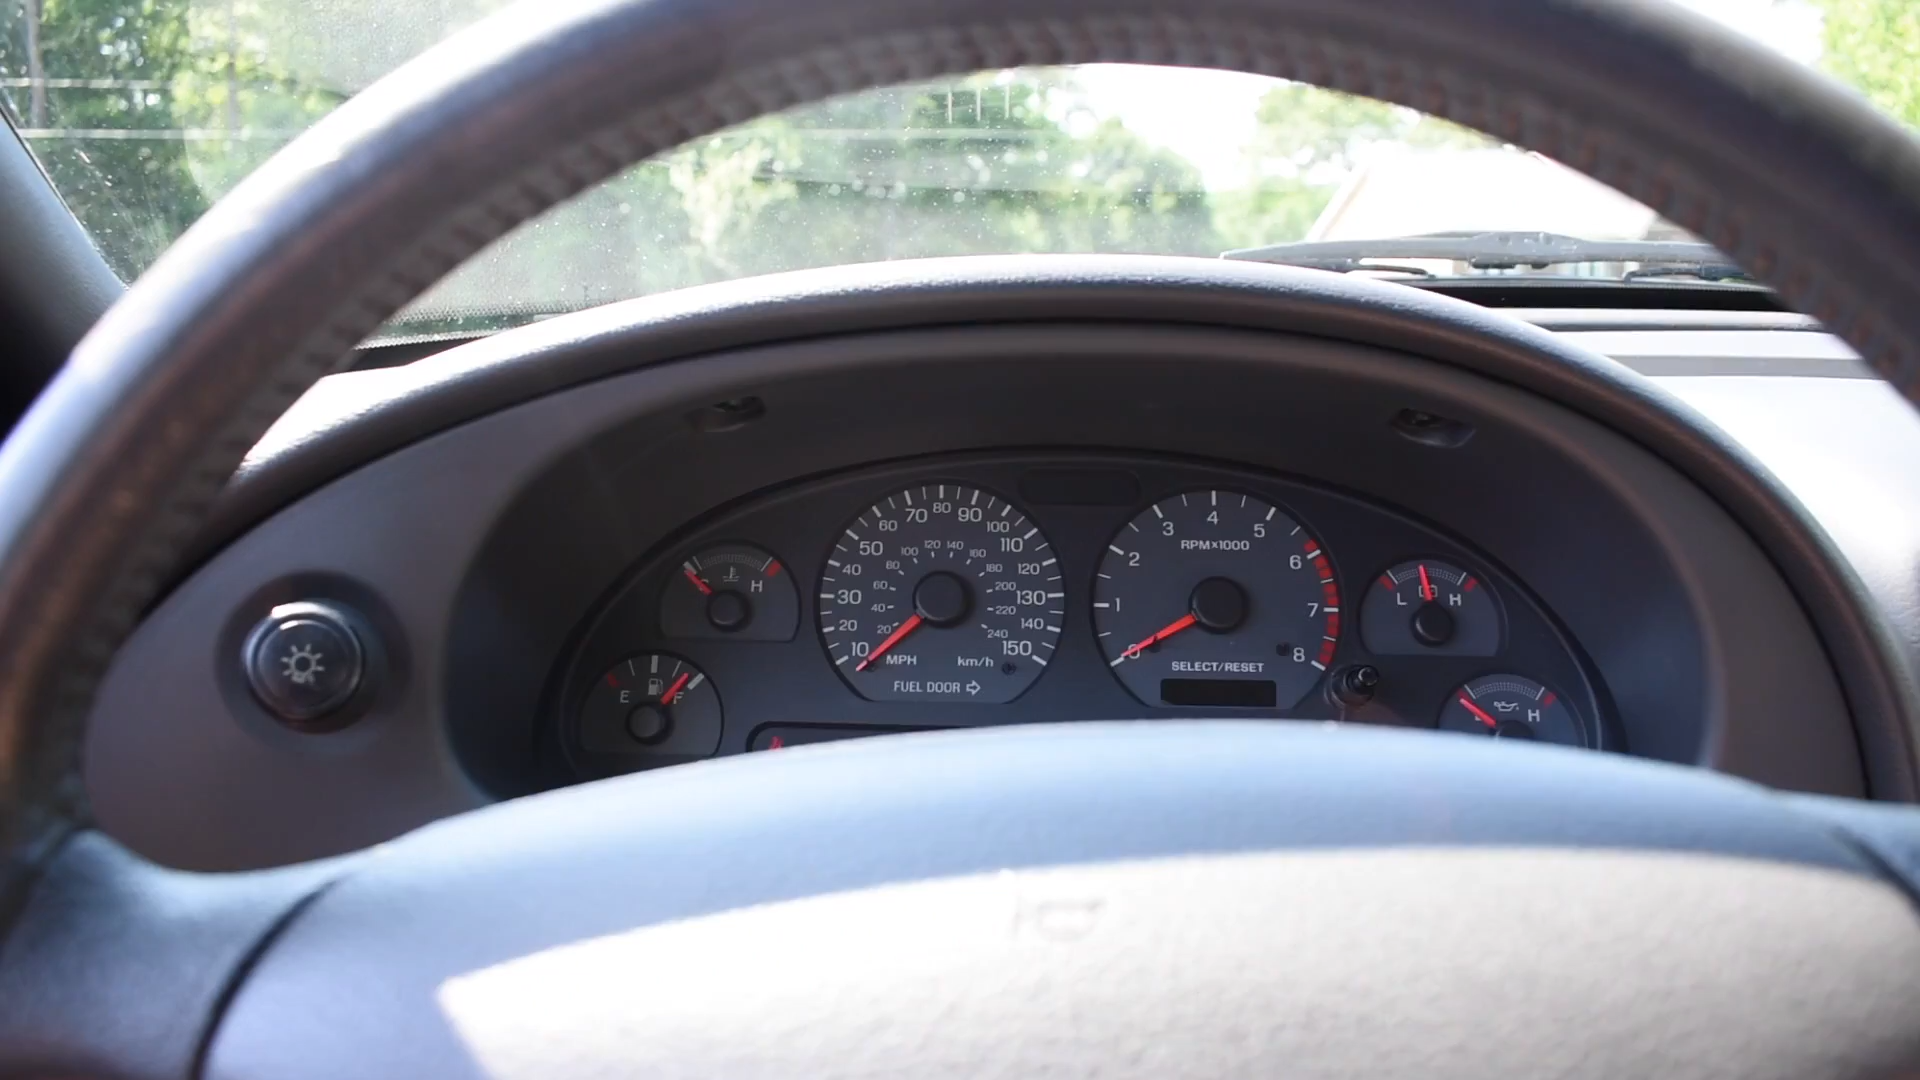 10 20 30 40 50 60 70 80 90 100 110 120 130 140 150
20 40 60 80 100 120 140 160 180 200 220 240
MPH km/h
FUEL DOOR
0 1 2 3 4 5 6 7 8
RPM×1000
SELECT/RESET
H
E F
L H
H